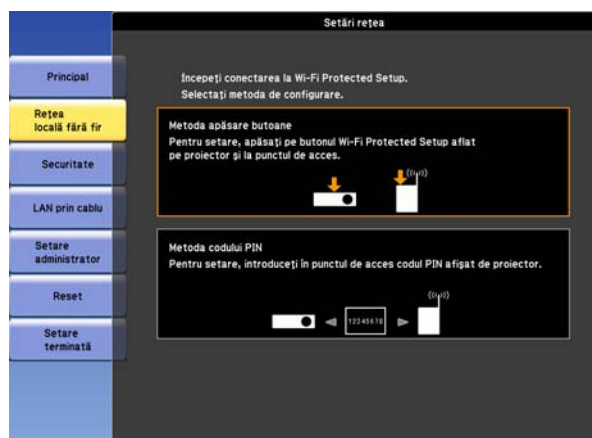 Setări rețea
Principal
Rețea
locală fără fir
Securitate
LAN prin cablu
Setare
administrator
Reset
Setare
terminată
Începeți conectarea la Wi-Fi Protected Setup.
Selectați metoda de configurare.
Metoda apăsare butoane
Pentru setare, apăsați pe butonul Wi-Fi Protected Setup aflat
pe proiector și la punctul de acces.
Metoda codului PIN
Pentru setare, introduceți în punctul de acces codul PIN afișat de proiector.
12345678